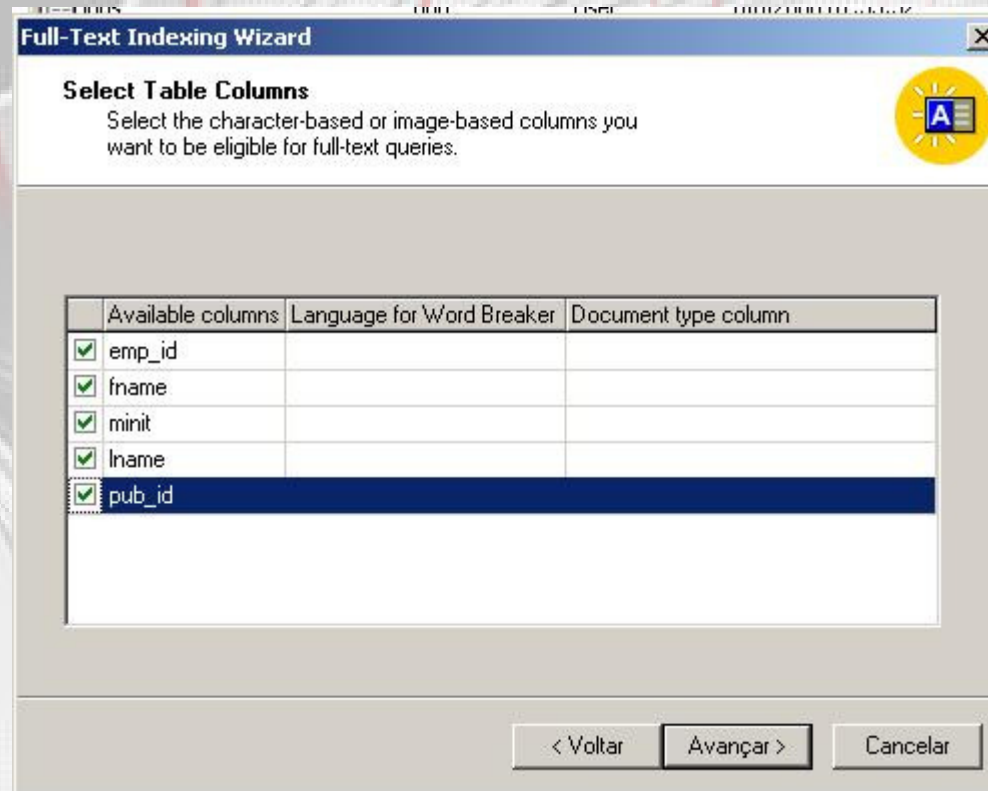 Full-Text Indexing Wizard
Select Table Columns
Select the character-based or image-based columns you
want to be eligible for full-text queries.
Available columns Language for Word Breaker Document type column
emp_id
fname
minit
lname
pub_id
< Voltar Avançar > Cancelar